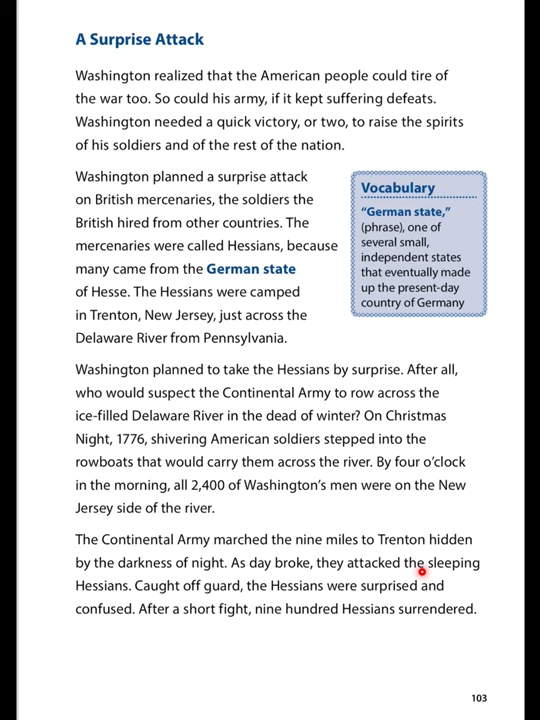 A Surprise Attack
Washington realized that the American people could tire of
the war too. So could his army, if it kept suffering defeats.
Washington needed a quick victory, or two, to raise the spirits
of his soldiers and of the rest of the nation.
Washington planned a surprise attack
on British mercenaries, the soldiers the
British hired from other countries. The
mercenaries were called Hessians, because
many came from the German state
of Hesse. The Hessians were camped
in Trenton, New Jersey, just across the
Delaware River from Pennsylvania.
Vocabulary
“German state,”
(phrase), one of
several small,
independent states
that eventually made
up the present-day
country of Germany
Washington planned to take the Hessians by surprise. After all,
who would suspect the Continental Army to row across the
ice-filled Delaware River in the dead of winter? On Christmas
Night, 1776, shivering American soldiers stepped into the
rowboats that would carry them across the river. By four o’clock
in the morning, all 2,400 of Washington’s men were on the New
Jersey side of the river.
The Continental Army marched the nine miles to Trenton hidden
by the darkness of night. As day broke, they attacked the sleeping
Hessians. Caught off guard, the Hessians were surprised and
confused. After a short fight, nine hundred Hessians surrendered.
103